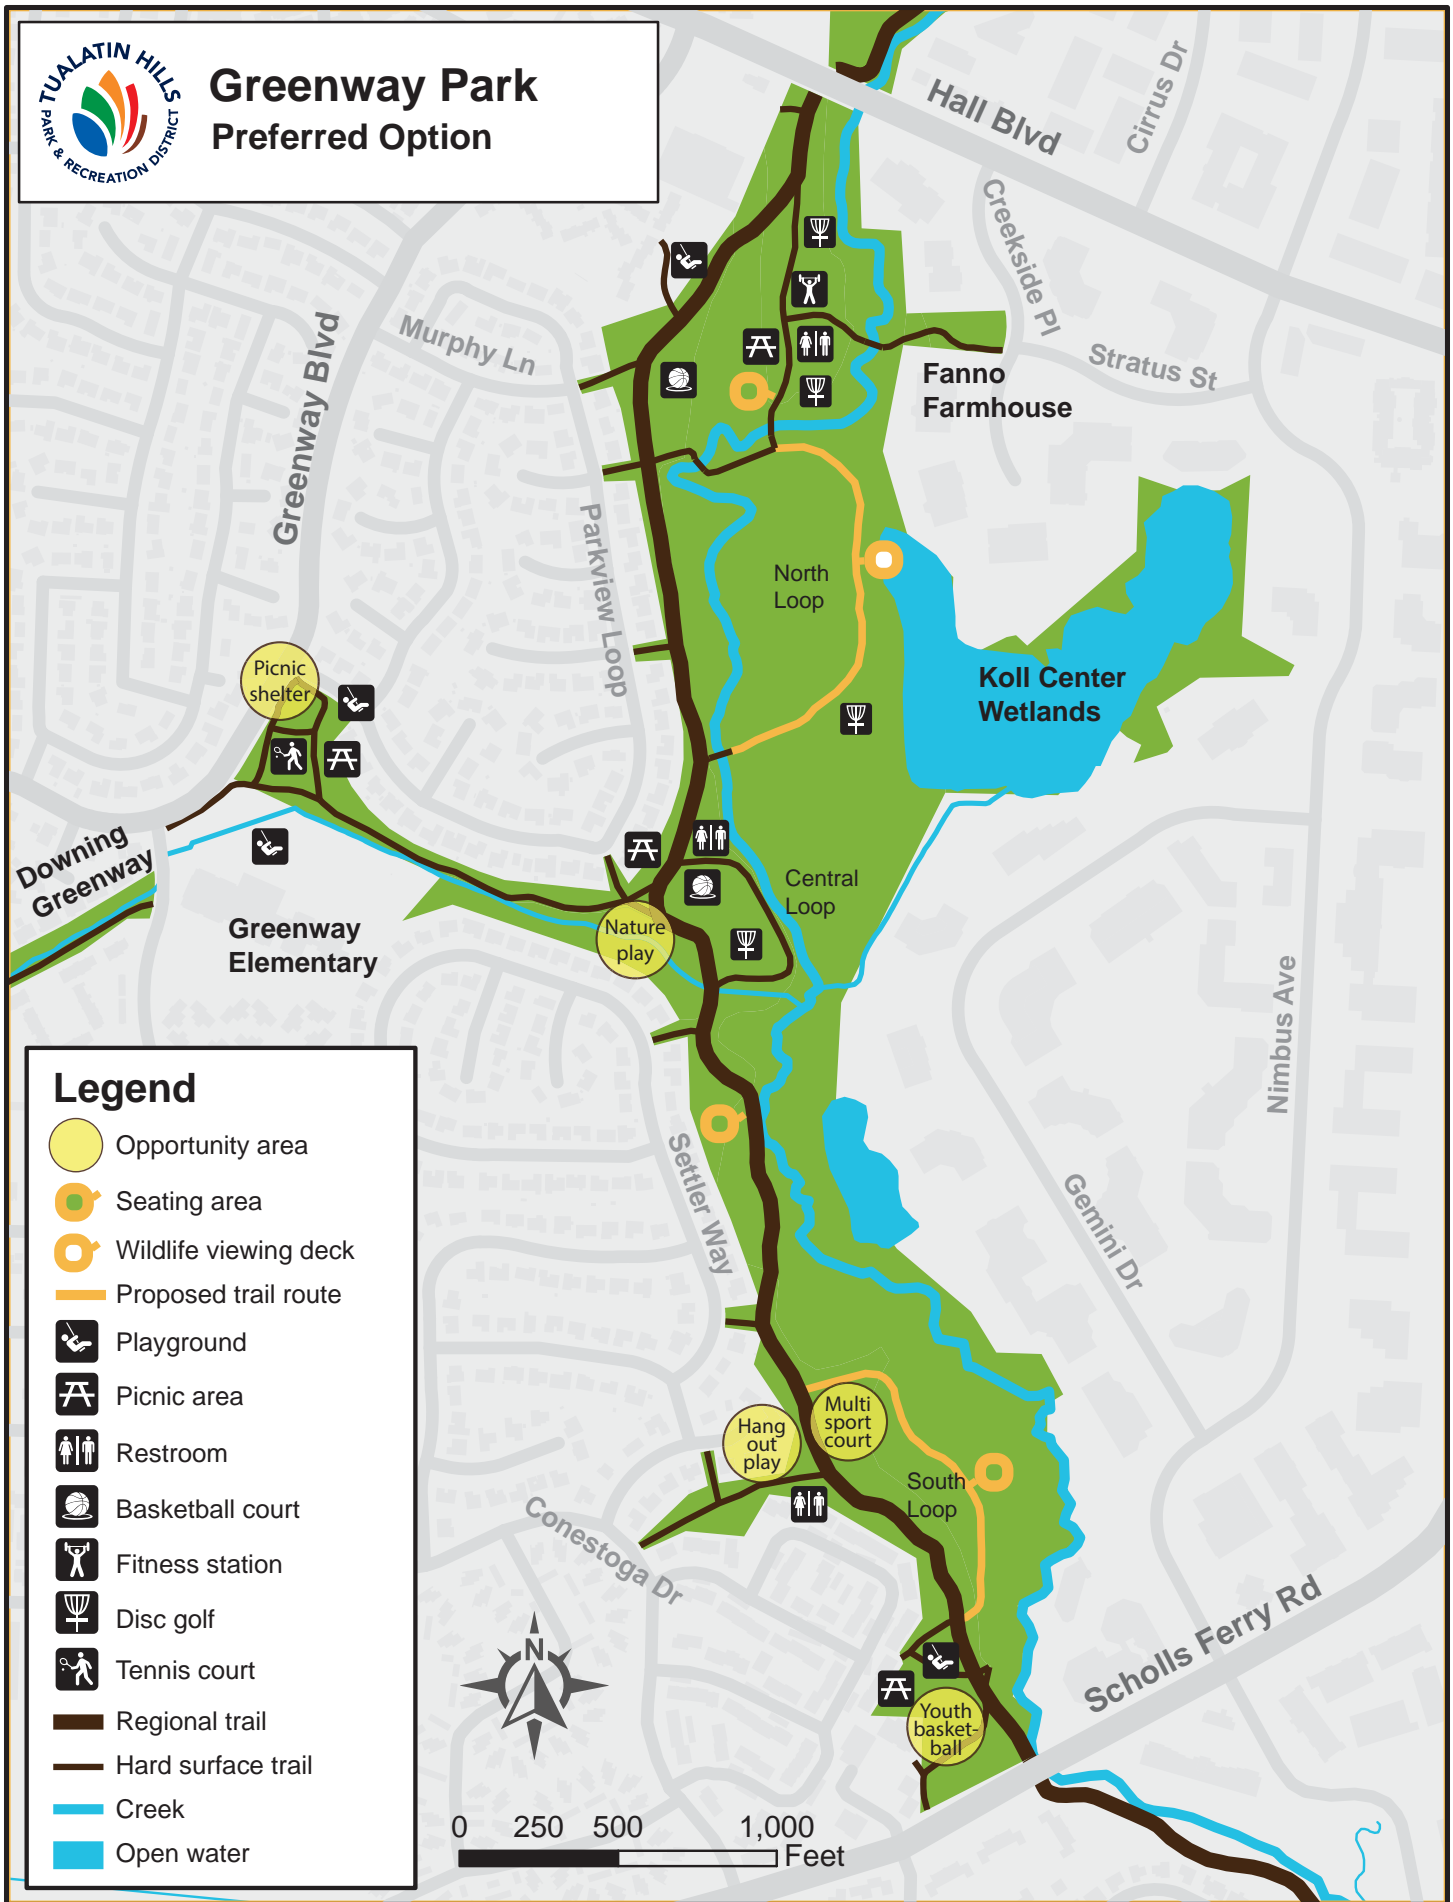 TUALATIN HILLS
PARK & RECREATION DISTRICT
Greenway Park
Preferred Option
Hall Blvd
Cirrus Dr
Creekside Pl
Stratus St
Murphy Ln
Greenway Blvd
Fanno
Farmhouse
Parkview Loop
North
Loop
Picnic
shelter
Koll Center
Wetlands
Downing
Greenway
Central
Loop
Greenway
Elementary
Nature
play
Nimbus Ave
Settler Way
Gemini Dr
Multi
sport
court
Hang
out
play
South
Loop
Conestoga Dr
Scholls Ferry Rd
Youth
basket-
ball
Legend
Opportunity area
Seating area
Wildlife viewing deck
Proposed trail route
Playground
Picnic area
Restroom
Basketball court
Fitness station
Disc golf
Tennis court
Regional trail
Hard surface trail
Creek
Open water
N
0 250 500 1,000
Feet